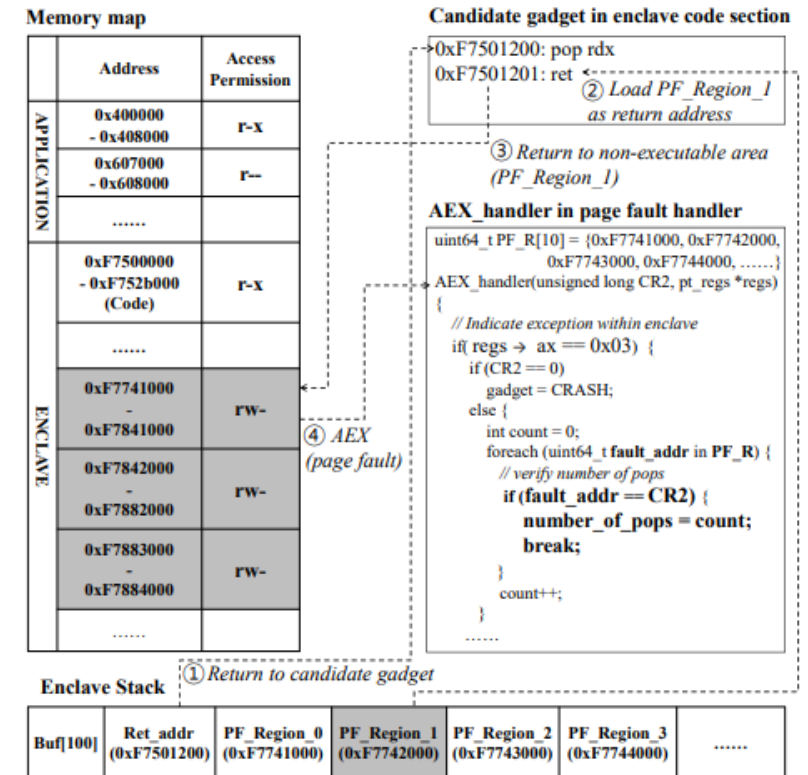 Memory map
Address
Access
Permission
APPLICATION
0x400000
- 0x408000
r-x
0x607000
- 0x608000
r--
......
ENCLAVE
0xF7500000
- 0xF752b000
(Code)
r-x
......
0xF7741000
-
0xF7841000
rw-
0xF7842000
-
0xF7882000
rw-
0xF7883000
-
0xF7884000
rw-
......
Candidate gadget in enclave code section
0xF7501200: pop rdx
0xF7501201: ret
② Load PF_Region_1
as return address
③ Return to non-executable area
(PF_Region_1)
AEX_handler in page fault handler
uint64_t PF_R[10] = {0xF7741000, 0xF7742000,
0xF7743000, 0xF7744000, ......}
AEX_handler(unsigned long CR2, pt_regs *regs)
{
// Indicate exception within enclave
if( regs → ax == 0x03) {
if (CR2 == 0)
gadget = CRASH;
else {
int count = 0;
foreach (uint64_t fault_addr in PF_R) {
// verify number of pops
if (fault_addr == CR2) {
number_of_pops = count;
break;
}
count++;
}
......
④ AEX
(page fault)
① Return to candidate gadget
Enclave Stack
Buf[100]
Ret_addr
(0xF7501200)
PF_Region_0
(0xF7741000)
PF_Region_1
(0xF7742000)
PF_Region_2
(0xF7743000)
PF_Region_3
(0xF7744000)
......